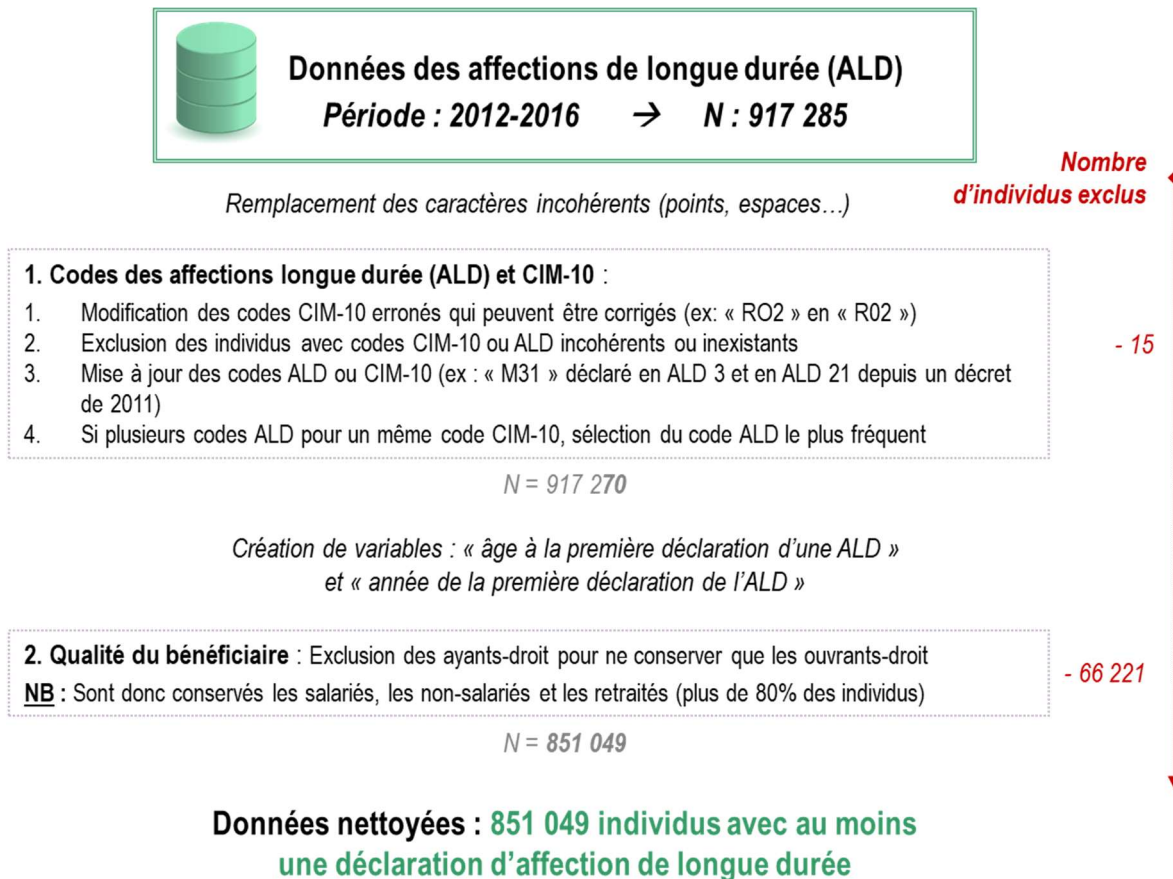 Données des affections de longue durée (ALD)
Période : 2012-2016 → N : 917 285
Nombre
d’individus exclus
Remplacement des caractères incohérents (points, espaces…)
1. Codes des affections longue durée (ALD) et CIM-10 :
1. Modification des codes CIM-10 erronés qui peuvent être corrigés (ex: « RO2 » en « R02 »)
2. Exclusion des individus avec codes CIM-10 ou ALD incohérents ou inexistants
- 15
3. Mise à jour des codes ALD ou CIM-10 (ex : « M31 » déclaré en ALD 3 et en ALD 21 depuis un décret
de 2011)
4. Si plusieurs codes ALD pour un même code CIM-10, sélection du code ALD le plus fréquent
N = 917 270
Création de variables : « âge à la première déclaration d’une ALD »
et « année de la première déclaration de l’ALD »
2. Qualité du bénéficiaire : Exclusion des ayants-droit pour ne conserver que les ouvrants-droit
- 66 221
NB : Sont donc conservés les salariés, les non-salariés et les retraités (plus de 80% des individus)
N = 851 049
Données nettoyées : 851 049 individus avec au moins
une déclaration d’affection de longue durée